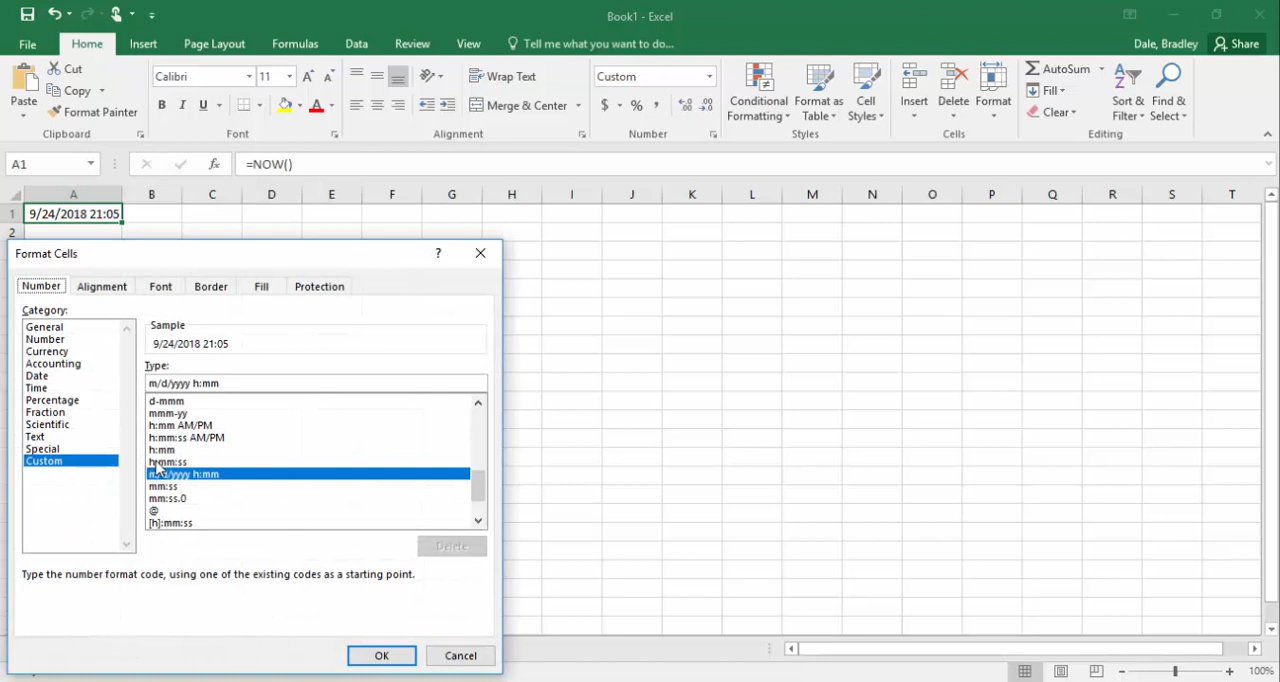 Book1 - Excel
File Home Insert Page Layout Formulas Data Review View Tell me what you want to do... Dale, Bradley Share
Cut
Copy
Format Painter
Paste
Calibri 11
B I U
Wrap Text
Merge & Center
Custom
$ % ,
Conditional Formatting
Format as Table
Cell Styles
Insert Delete Format
AutoSum
Fill
Clear
Sort & Filter
Find & Select
Clipboard Font Alignment Number Styles Cells Editing
A1 fx =NOW()
A B C D E F G H I J K L M N O P Q R S T
1 9/24/2018 21:05
2
Format Cells ?
Number Alignment Font Border Fill Protection
Category:
General
Number
Currency
Accounting
Date
Time
Percentage
Fraction
Scientific
Text
Special
Custom
Sample
9/24/2018 21:05
Type:
m/d/yyyy h:mm
d-mmm
mmm-yy
h:mm AM/PM
h:mm:ss AM/PM
h:mm
h:mm:ss
m/d/yyyy h:mm
mm:ss
mm:ss.0
@
[h]:mm:ss
Delete
Type the number format code, using one of the existing codes as a starting point.
OK Cancel
100%